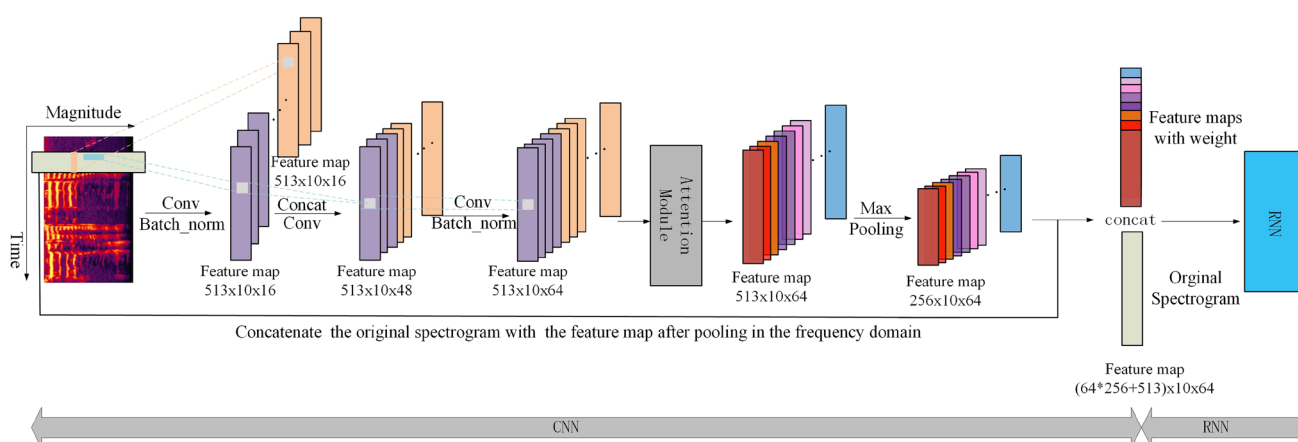 Magnitude
Time
Feature map
513x10x16
Conv
Batch_norm
Feature map
513x10x16
Concat
Conv
Feature map
513x10x48
Conv
Batch_norm
Feature map
513x10x64
Attention
Module
Feature map
513x10x64
Max
Pooling
Feature map
256x10x64
Feature maps
with weight
concat
Orginal
Spectrogram
RNN
Concatenate the original spectrogram with the feature map after pooling in the frequency domain
Feature map
(64*256+513)x10x64
CNN
RNN